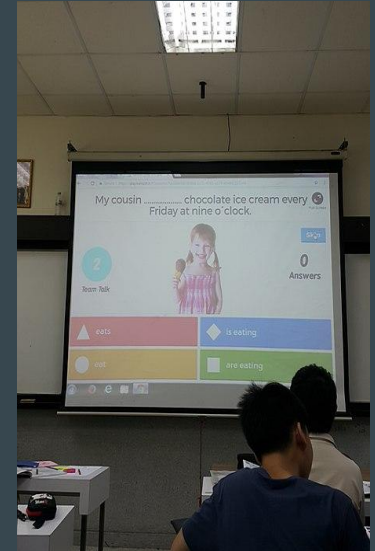 My cousin ................... chocolate ice cream every
Friday at nine o'clock.
Skip
2
Team Talk
0
Answers
eats
is eating
eat
are eating